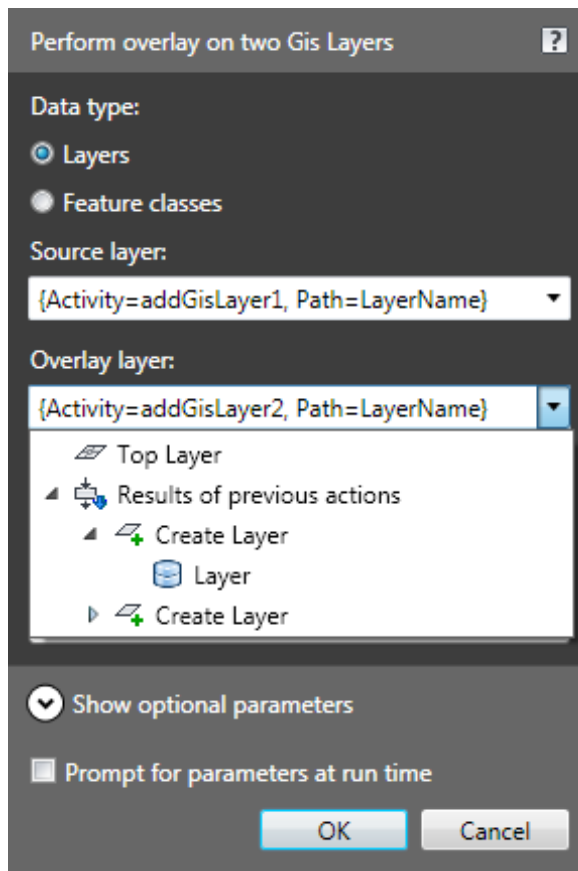 Perform overlay on two Gis Layers
?
Data type:
Layers
Feature classes
Source layer:
{Activity=addGisLayer1, Path=LayerName}
Overlay layer:
{Activity=addGisLayer2, Path=LayerName}
Top Layer
Results of previous actions
Create Layer
Layer
Create Layer
Show optional parameters
Prompt for parameters at run time
OK Cancel